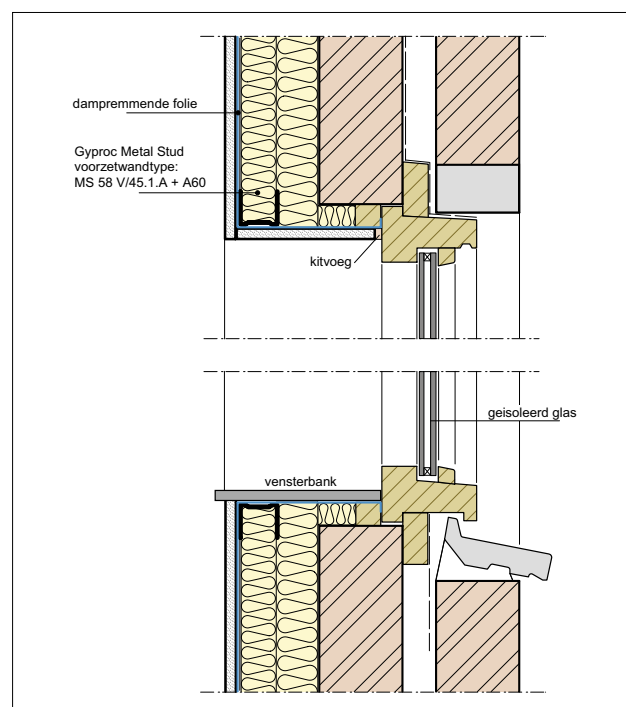 dampremmende folie
Gyproc Metal Stud
voorzetwandtype:
MS 58 V/45.1.A + A60
kitvoeg
geisoleerd glas
vensterbank